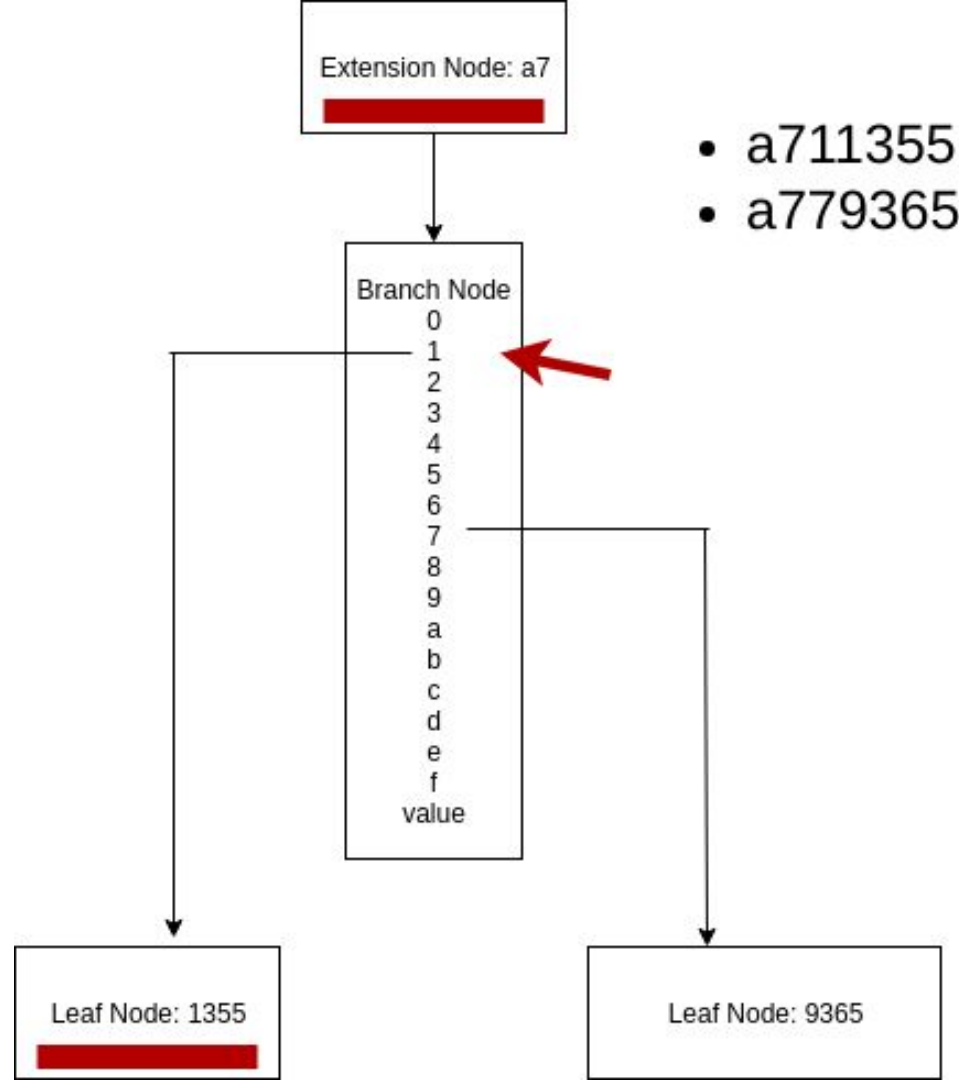 Extension Node: a7
• a711355
• a779365
Branch Node
0
1
2
3
4
5
6
7
8
9
a
b
c
d
e
f
value
Leaf Node: 1355
Leaf Node: 9365